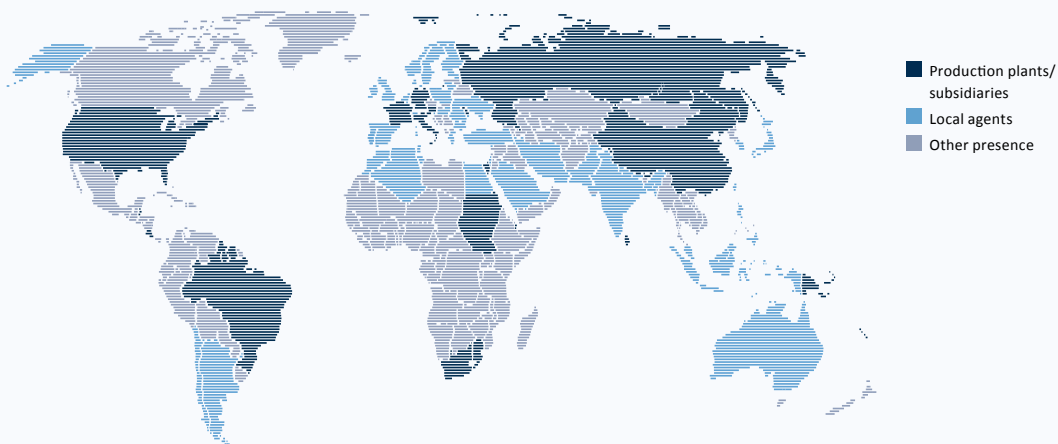 Production plants/
subsidiaries
Local agents
Other presence